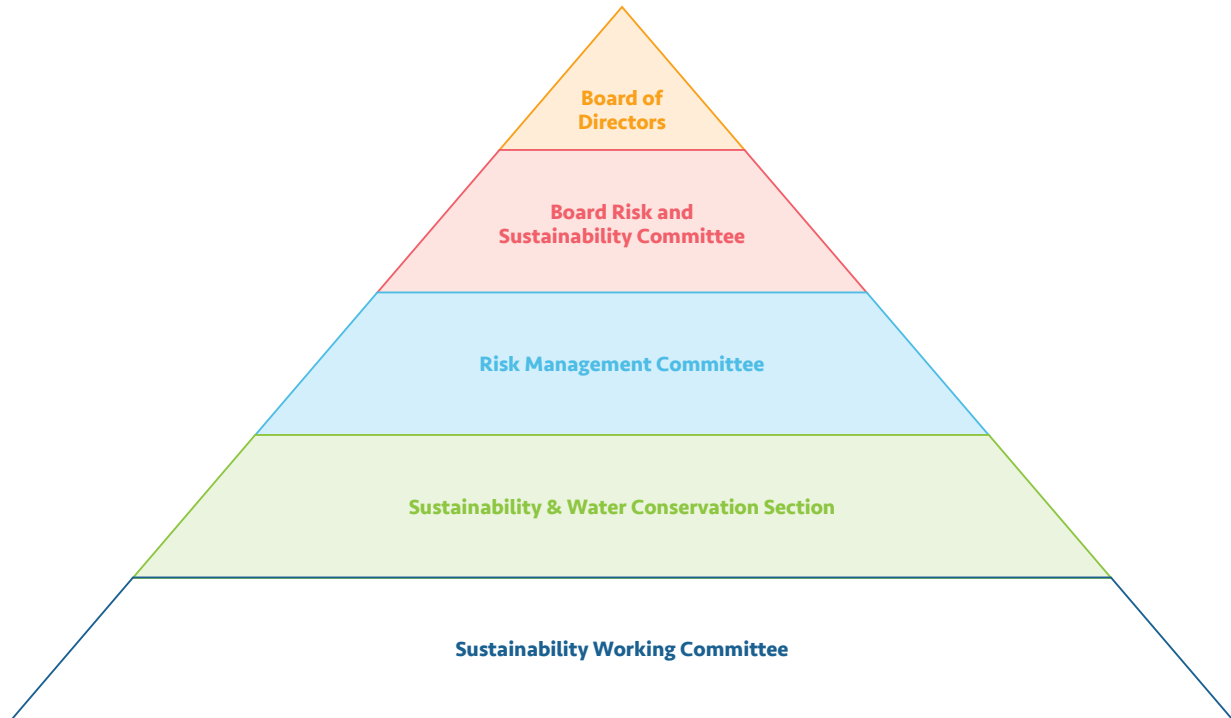 Board of
Directors
Board Risk and
Sustainability Committee
Risk Management Committee
Sustainability & Water Conservation Section
Sustainability Working Committee